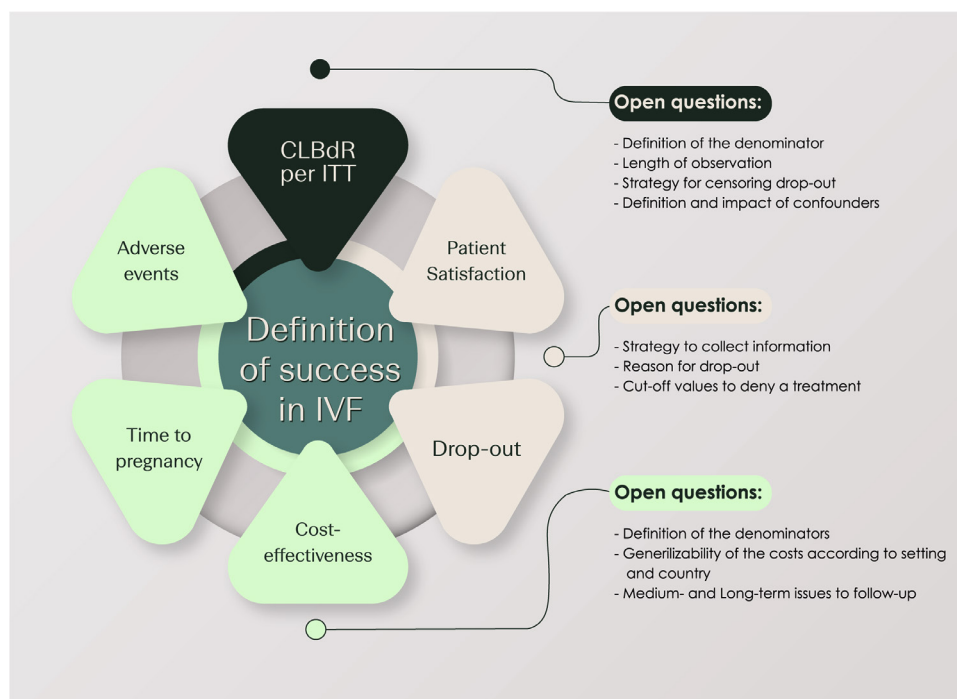 CLBdR
per ITT
Patient
Satisfaction
Drop-out
Cost-
effectiveness
Time to
pregnancy
Adverse
events
Definition
of success
in IVF
Open questions:
- Definition of the denominator
- Length of observation
- Strategy for censoring drop-out
- Definition and impact of confounders
Open questions:
- Strategy to collect information
- Reason for drop-out
- Cut-off values to deny a treatment
Open questions:
- Definition of the denominators
- Generilizability of the costs according to setting
and country
- Medium- and Long-term issues to follow-up